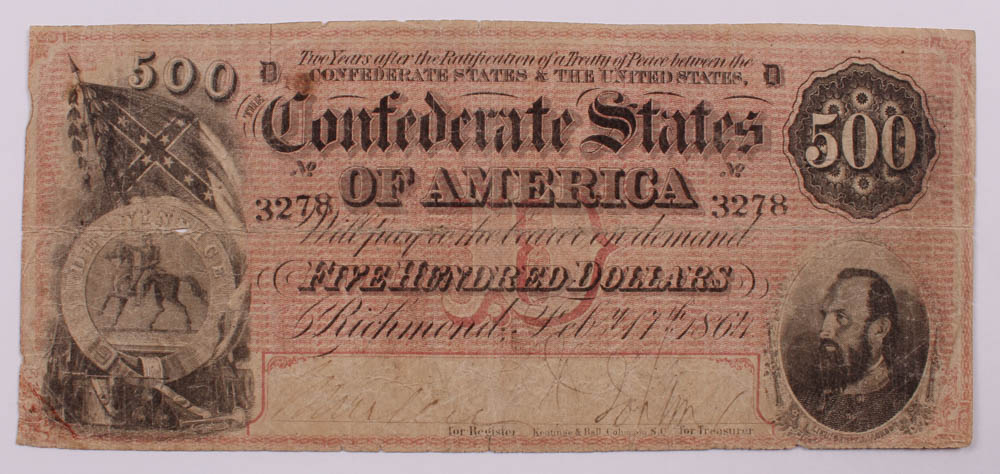 500
D
Two Years after the Ratification of a Treaty of Peace between the
CONFEDERATE STATES & THE UNITED STATES,
D
THE
Confederate States
500
No
OF AMERICA
No
3278
3278
Will pay to the bearer on demand
FIVE HUNDRED DOLLARS
Richmond, Feby. 17th. 1864
for Register
Keatinge & Ball, Columbia, S.C.
for Treasurer